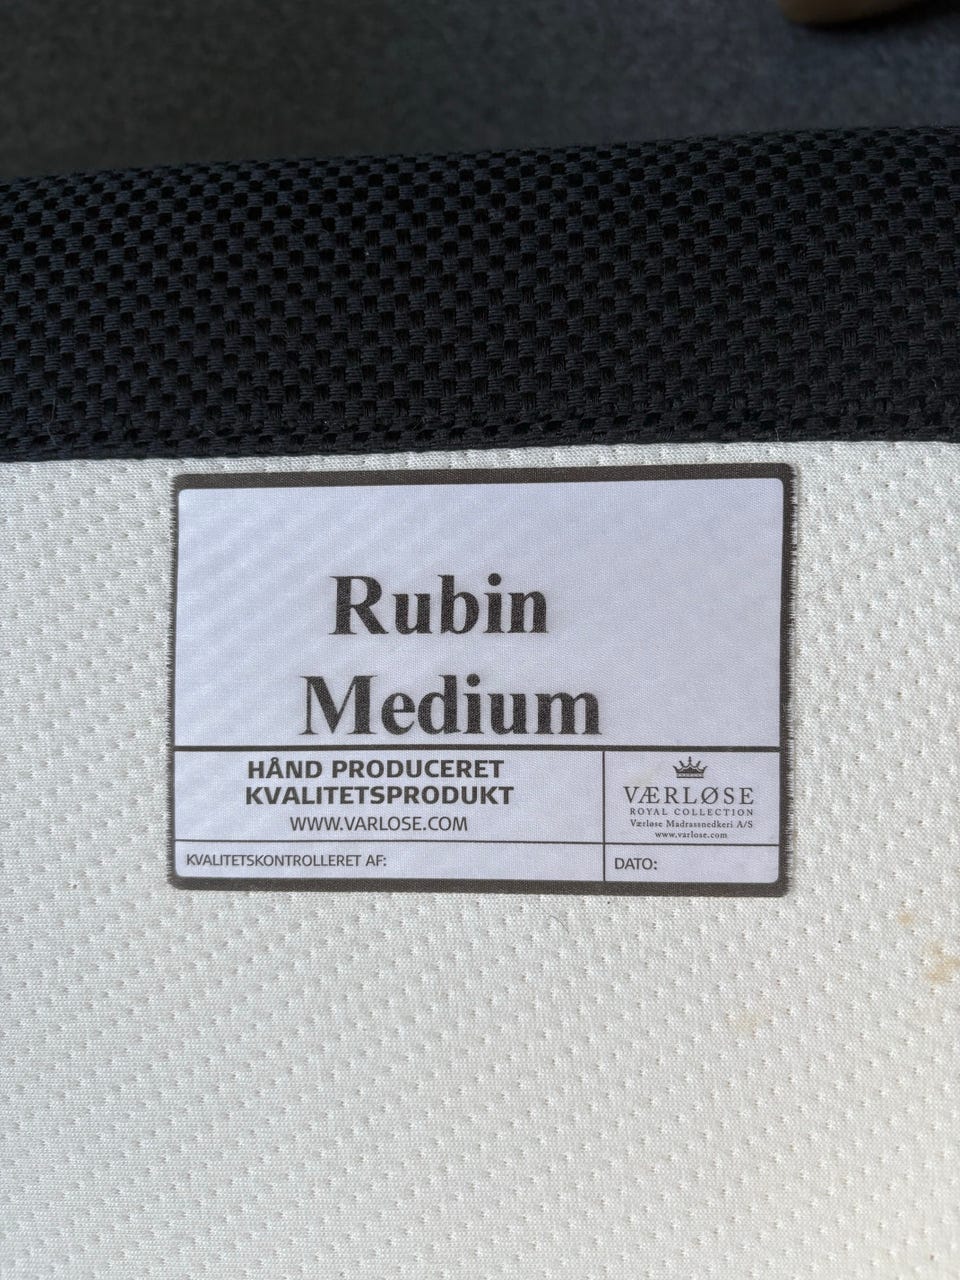 Rubin
Medium
HÅND PRODUCERET
KVALITETSPRODUKT
WWW.VARLOSE.COM
VÆRLØSE
ROYAL COLLECTION
Værløse Madrassnedkeri A/S
www.varlose.com
KVALITETSKONTROLLERET AF:
DATO: